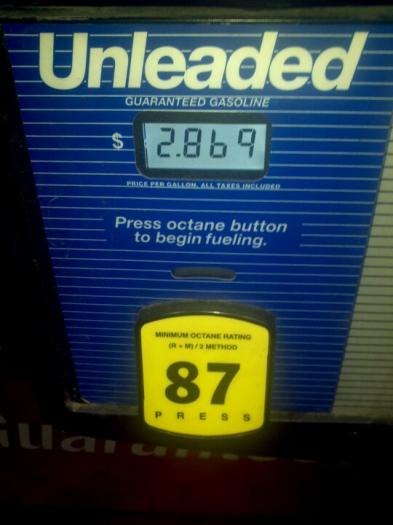 Unleaded
GUARANTEED GASOLINE
$ 2.869
PRICE PER GALLON, ALL TAXES INCLUDED
Press octane button
to begin fueling.
MINIMUM OCTANE RATING
(R + M) / 2 METHOD
87
PRESS